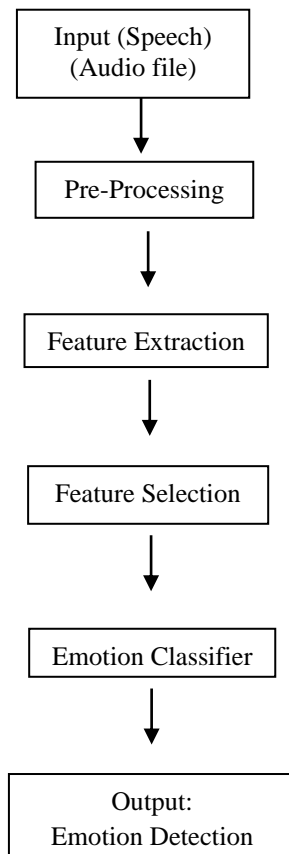 Input (Speech)
(Audio file)
Pre-Processing
Feature Extraction
Feature Selection
Emotion Classifier
Output:
Emotion Detection